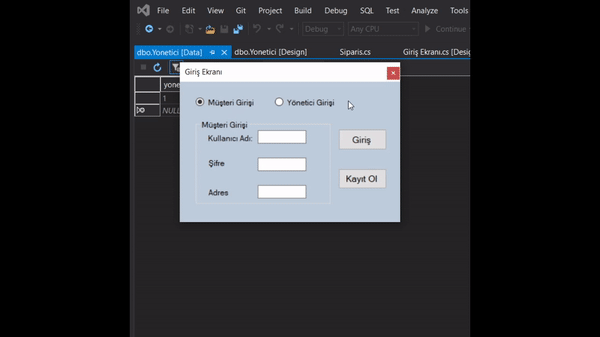 File Edit View Git Project Build Debug SQL Test Analyze Tools
Debug Any CPU Continue
dbo.Yonetici [Data] dbo.Yonetici [Design] Siparis.cs Giriş Ekranı.cs [Desig
Giriş Ekranı
yone
1
NULL
Müşteri Girişi Yönetici Girişi
Müşteri Girişi
Kullanıcı Adı:
Giriş
Şifre
Kayıt Ol
Adres